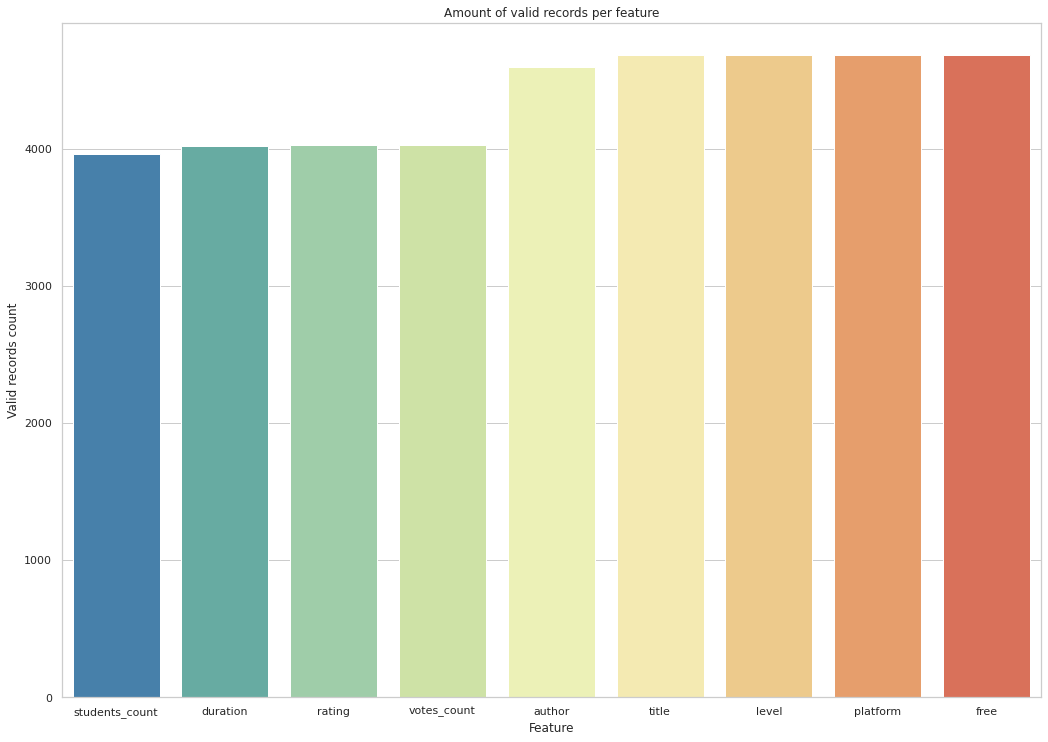 Amount of valid records per feature
Valid records count
4000
3000
2000
1000
0
students_count duration rating votes_count author title level platform free
Feature